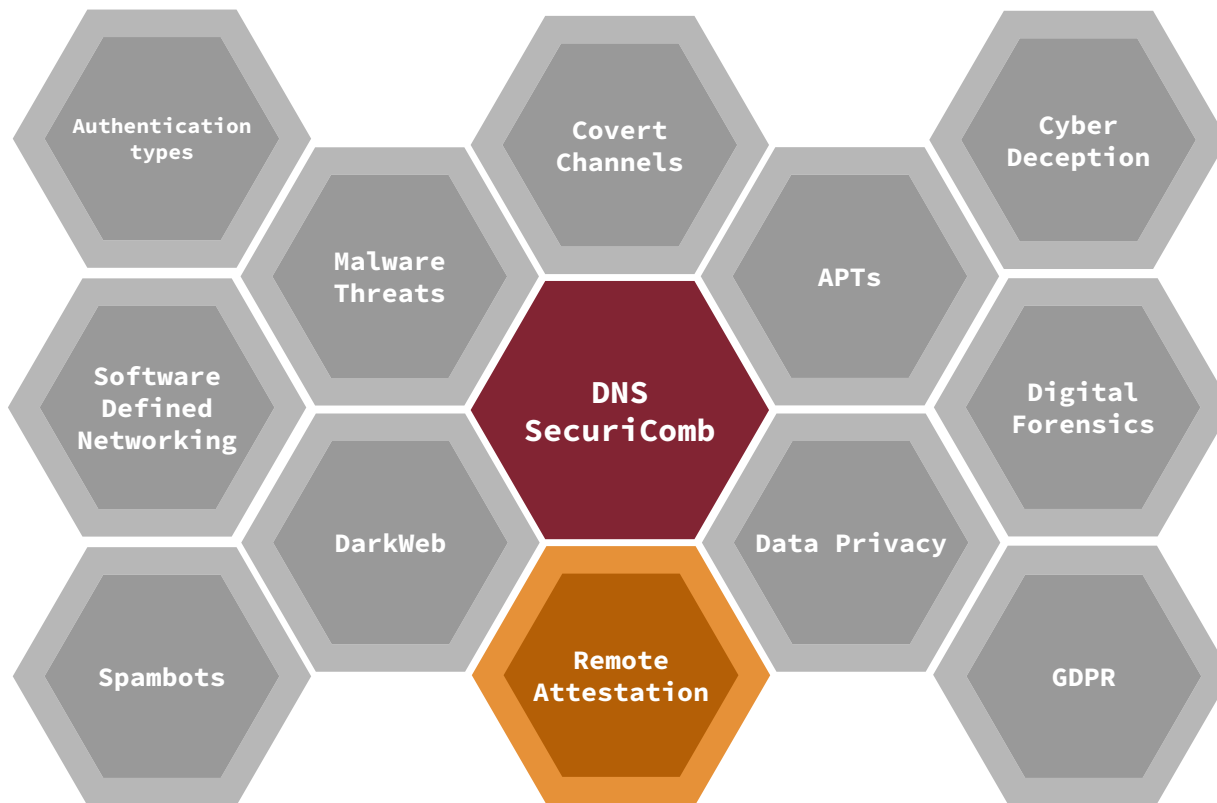 Authentication
types
Covert
Channels
Cyber
Deception
Malware
Threats
APTs
Software
Defined
Networking
DNS
SecuriComb
Digital
Forensics
DarkWeb
Data Privacy
Spambots
Remote
Attestation
GDPR